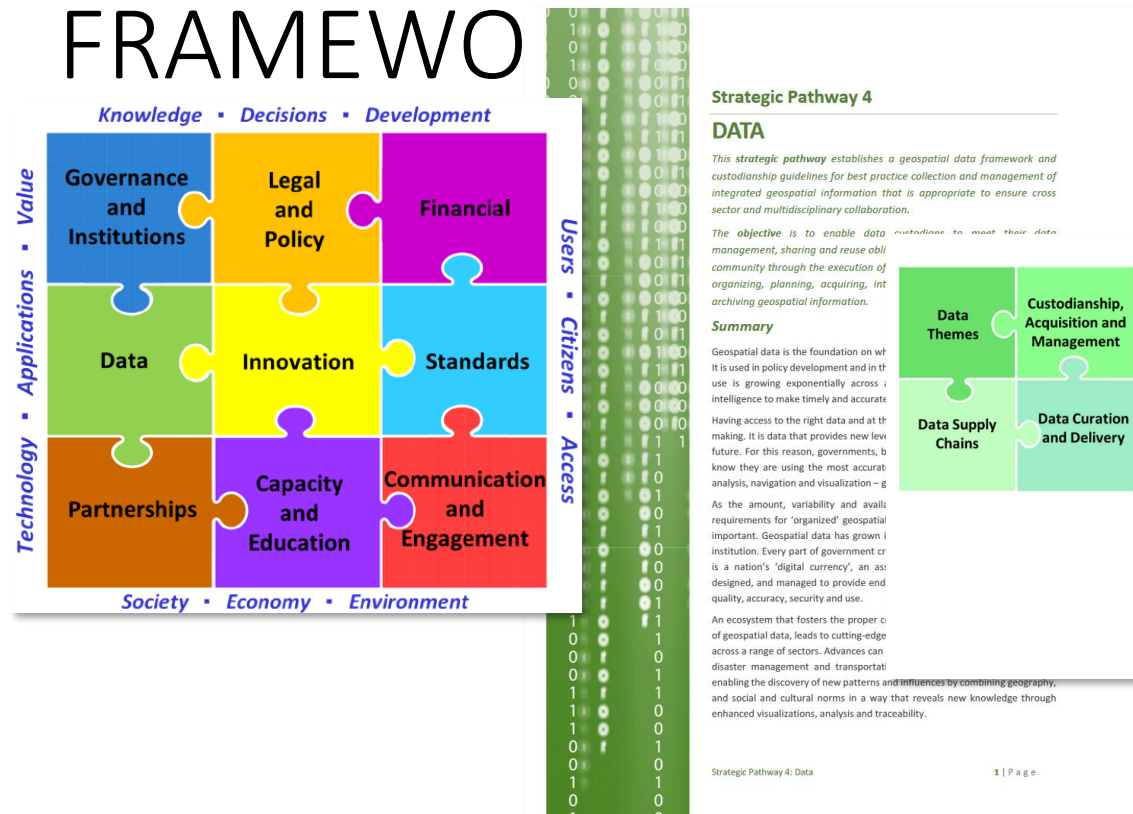 FRAMEWO
Knowledge ▪ Decisions ▪ Development
Technology ▪ Applications ▪ Value
Governance
and
Institutions
Legal
and
Policy
Financial
Data
Innovation
Standards
Partnerships
Capacity
and
Education
Communication
and
Engagement
Users ▪ Citizens ▪ Access
Society ▪ Economy ▪ Environment
Strategic Pathway 4
DATA
This strategic pathway establishes a geospatial data framework and
custodianship guidelines for best practice collection and management of
integrated geospatial information that is appropriate to ensure cross
sector and multidisciplinary collaboration.
The objective is to enable data custodians to meet their data
management, sharing and reuse obli
community through the execution of
organizing, planning, acquiring, int
archiving geospatial information.
Summary
Geospatial data is the foundation on wh
It is used in policy development and in th
use is growing exponentially across
intelligence to make timely and accurate
Having access to the right data and at th
making. It is data that provides new leve
future. For this reason, governments, b
know they are using the most accurat
analysis, navigation and visualization – g
As the amount, variability and availa
requirements for ‘organized’ geospatial
important. Geospatial data has grown i
institution. Every part of government cr
is a nation’s ‘digital currency’, an ass
designed, and managed to provide end
quality, accuracy, security and use.
An ecosystem that fosters the proper c
of geospatial data, leads to cutting-edge
across a range of sectors. Advances can
disaster management and transportati
enabling the discovery of new patterns and influences by combining geography,
and social and cultural norms in a way that reveals new knowledge through
enhanced visualizations, analysis and traceability.
Data
Themes
Custodianship,
Acquisition and
Management
Data Supply
Chains
Data Curation
and Delivery
Strategic Pathway 4: Data
1 | P a g e